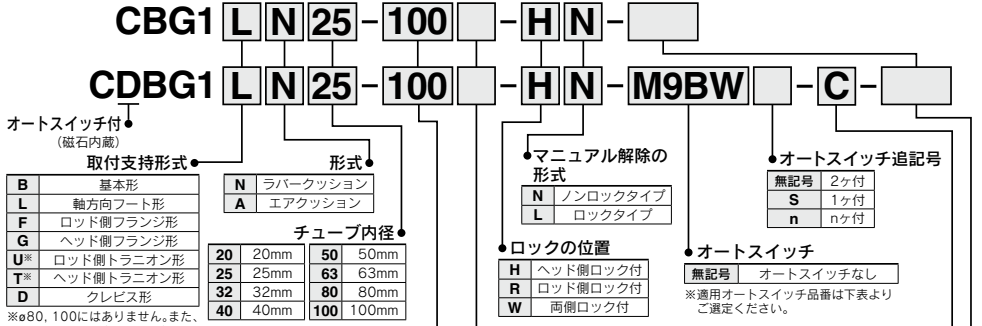 CBG1 L N 25 - 100 - H N -
CDBG1 L N 25 - 100 - H N - M9BW - C -
オートスイッチ付
(磁石内蔵)
取付支持形式
B 基本形
L 軸方向フート形
F ロッド側フランジ形
G ヘッド側フランジ形
U※ ロッド側トラニオン形
T※ ヘッド側トラニオン形
D クレビス形
※ø80, 100にはありません。また、
形式
N ラバークッション
A エアクッション
チューブ内径
20 20mm 50 50mm
25 25mm 63 63mm
32 32mm 80 80mm
40 40mm 100 100mm
マニュアル解除の
形式
N ノンロックタイプ
L ロックタイプ
ロックの位置
H ヘッド側ロック付
R ロッド側ロック付
W 両側ロック付
オートスイッチ追記号
無記号 2ヶ付
S 1ヶ付
n nヶ付
オートスイッチ
無記号 オートスイッチなし
※適用オートスイッチ品番は下表より
ご選定ください。